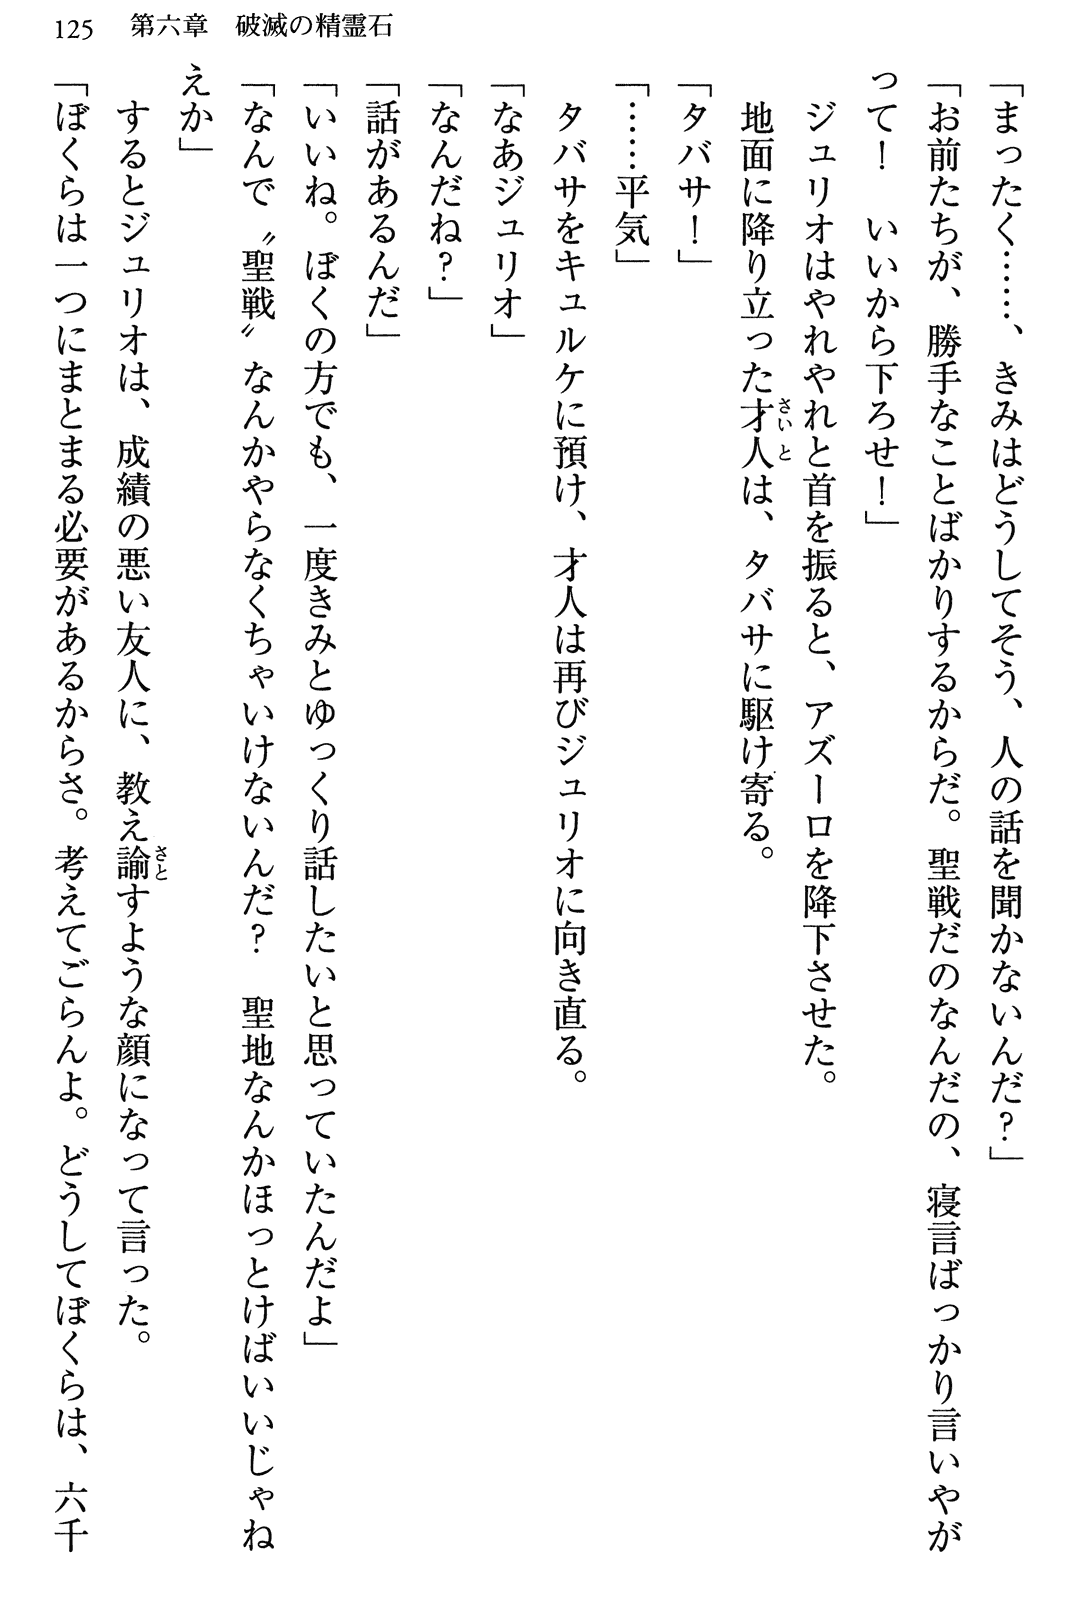 125 第六章　破滅の精霊石
「まったく……、きみはどうしてそう、人の話を聞かないんだ？」
「お前たちが、勝手なことばかりするからだ。聖戦だのなんだの、寝言ばっかり言いやが
って！　いいから下ろせ！」
　ジュリオはやれやれと首を振ると、アズーロを降下させた。
　地面に降り立った才人さいとは、タバサに駆け寄る。
「タバサ！」
「……平気」
　タバサをキュルケに預け、才人は再びジュリオに向き直る。
「なあジュリオ」
「なんだね？」
「話があるんだ」
「いいね。ぼくの方でも、一度きみとゆっくり話したいと思っていたんだよ」
「なんで〝聖戦〟なんかやらなくちゃいけないんだ？　聖地なんかほっとけばいいじゃね
えか」
　するとジュリオは、成績の悪い友人に、教え諭さとすような顔になって言った。
「ぼくらは一つにまとまる必要があるからさ。考えてごらんよ。どうしてぼくらは、六千